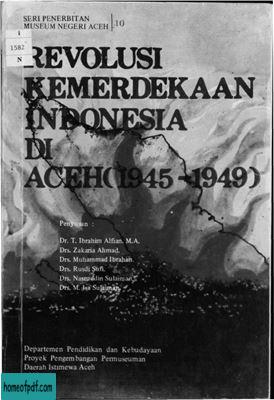 SERI PENERBITAN
MUSEUM NEGERI ACEH 10
1
1582
N
REVOLUSI
KEMERDEKAAN
INDONESIA
DI
ACEH(1945-1949)
Penyusun :
Dr. T. Ibrahim Alfian, M.A.
Drs. Zakaria Ahmad.
Drs. Muhammad Ibrahim.
Drs. Rusdi Sufi.
Drs. Nasruddin Sulaiman.
Drs. M. Isa Sulaiman.
Departemen Pendidikan dan Kebudayaan
Proyek Pengembangan Permuseuman
Daerah Istimewa Aceh
homeofpdf.com